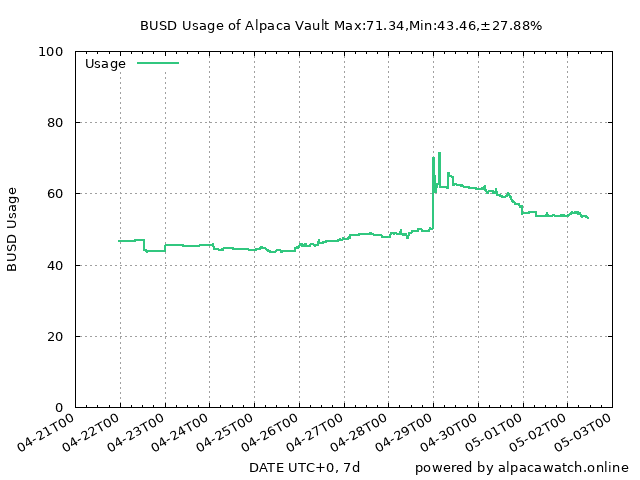 BUSD Usage of Alpaca Vault Max:71.34,Min:43.46,±27.88%
Usage
100
80
60
40
20
0
BUSD Usage
04-21T00
04-22T00
04-23T00
04-24T00
04-25T00
04-26T00
04-27T00
04-28T00
04-29T00
04-30T00
05-01T00
05-02T00
05-03T00
DATE UTC+0, 7d
powered by alpacawatch.online